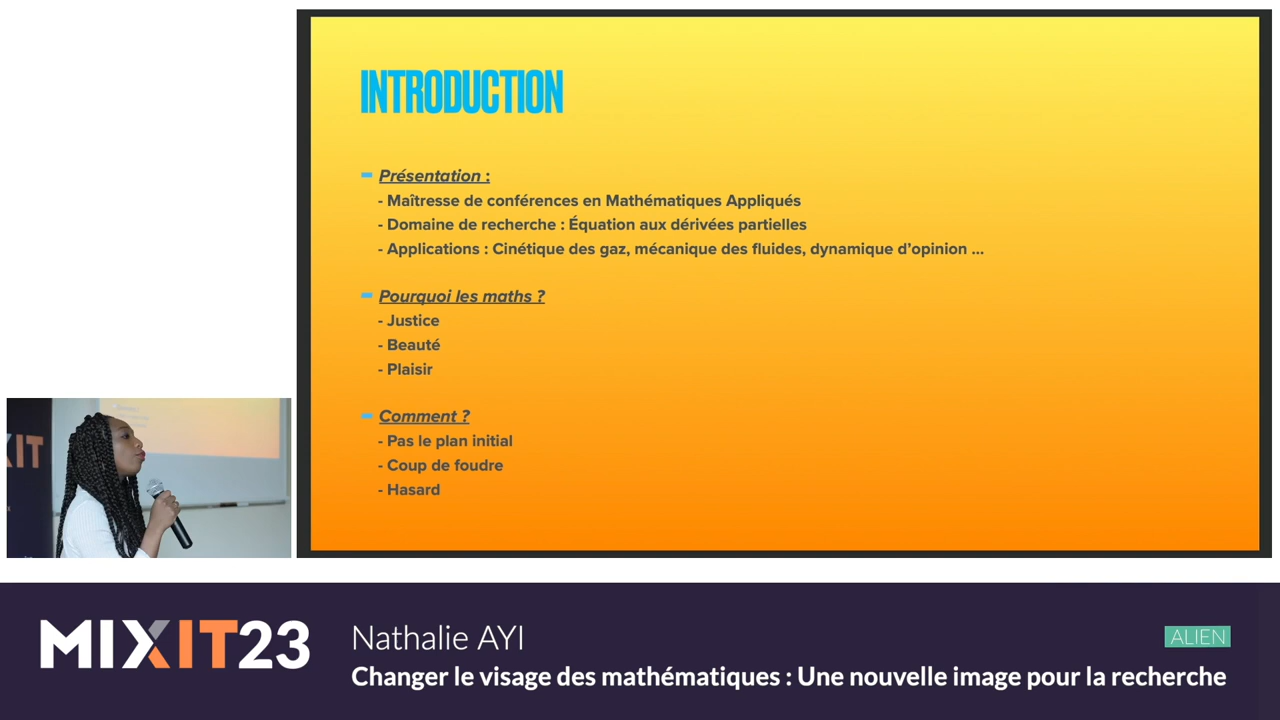 INTRODUCTION
Présentation :
- Maîtresse de conférences en Mathématiques Appliqués
- Domaine de recherche : Équation aux dérivées partielles
- Applications : Cinétique des gaz, mécanique des fluides, dynamique d'opinion ...
Pourquoi les maths ?
- Justice
- Beauté
- Plaisir
Comment ?
- Pas le plan initial
- Coup de foudre
- Hasard
XIT
MIXIT23
Nathalie AYI
ALIEN
Changer le visage des mathématiques : Une nouvelle image pour la recherche